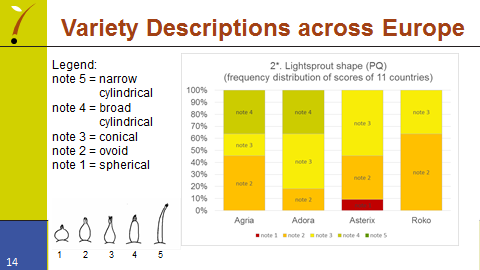 Variety Descriptions across Europe
Legend:
note 5 = narrow
cylindrical
note 4 = broad
cylindrical
note 3 = conical
note 2 = ovoid
note 1 = spherical
1 2 3 4 5
2*. Lightsprout shape (PQ)
(frequency distribution of scores of 11 countries)
100%
90%
80%
70%
60%
50%
40%
30%
20%
10%
0%
note 4
note 3
note 2
note 4
note 3
note 2
note 3
note 2
note 3
note 2
Agria Adora Asterix Roko
note 1 note 2 note 3 note 4 note 5
14